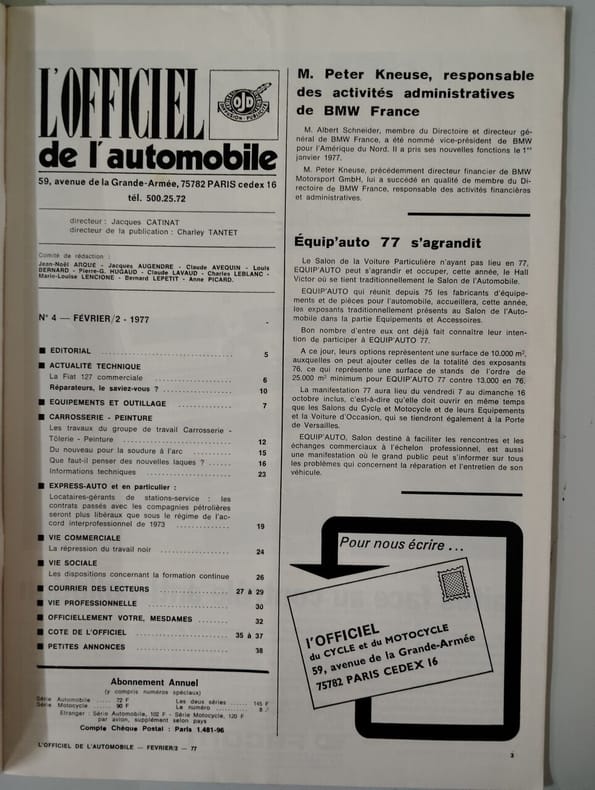 L'OFFICIEL
OJD
de l'automobile
59, avenue de la Grande-Armée, 75782 PARIS cedex 16
tél. 500.25.72
directeur : Jacques CATINAT
directeur de la publication : Charley TANTET
Comité de rédaction :
Jean-Noël ARQUE - Jacques AUGENDRE - Claude AVEQUIN - Louis
BERNARD - Pierre-G. HUGAUD - Claude LAVAUD - Charles LEBLANC -
Marie-Louise LENCIONE - Bernard LEPETIT - Anne PICARD.
N° 4 — FÉVRIER/2 - 1977
■ EDITORIAL 5
■ ACTUALITE TECHNIQUE
La Fiat 127 commerciale 6
Réparateurs, le saviez-vous ? 10
■ EQUIPEMENTS ET OUTILLAGE 7
■ CARROSSERIE - PEINTURE
Les travaux du groupe de travail Carrosserie -
Tôlerie - Peinture 12
Du nouveau pour la soudure à l'arc 15
Que faut-il penser des nouvelles laques ? 16
Informations techniques 23
■ EXPRESS-AUTO et en particulier :
Locataires-gérants de stations-service : les
contrats passés avec les compagnies pétrolières
seront plus libéraux que sous le régime de l'ac-
cord interprofessionnel de 1973 19
■ VIE COMMERCIALE
La répression du travail noir 24
■ VIE SOCIALE
Les dispositions concernant la formation continue 26
■ COURRIER DES LECTEURS 27 à 29
■ VIE PROFESSIONNELLE 30
■ OFFICIELLEMENT VOTRE, MESDAMES 32
■ COTE DE L'OFFICIEL 35 à 37
■ PETITES ANNONCES 38
Abonnement Annuel
(y compris numéros spéciaux)
Série Automobile 72 F Les deux séries 145 F
Série Motocycle 90 F Le numéro 8
Etranger : Série Automobile, 102 F - Série Motocycle, 120 F
par avion, supplément selon pays
Compte Chèque Postal : Paris 1.481-96
L'OFFICIEL DE L'AUTOMOBILE — FEVRIER/2 — 77
M. Peter Kneuse, responsable
des activités administratives
de BMW France
M. Albert Schneider, membre du Directoire et directeur gé-
néral de BMW France, a été nommé vice-président de BMW
pour l'Amérique du Nord. Il a pris ses nouvelles fonctions le 1er
janvier 1977.
M. Peter Kneuse, précédemment directeur financier de BMW
Motorsport GmbH, lui a succédé en qualité de membre du Di-
rectoire de BMW France, responsable des activités financières
et administratives.
Équip'auto 77 s'agrandit
Le Salon de la Voiture Particulière n'ayant pas lieu en 77,
EQUIP'AUTO peut s'agrandir et occuper, cette année, le Hall
Victor où se tient traditionnellement le Salon de l'Automobile.
EQUIP'AUTO qui réunit depuis 75 les fabricants d'équipe-
ments et de pièces pour l'automobile, accueillera, cette année,
les exposants traditionnellement présents au Salon de l'Auto-
mobile dans la partie Equipements et Accessoires.
Bon nombre d'entre eux ont déjà fait connaître leur inten-
tion de participer à EQUIP'AUTO 77.
A ce jour, leurs options représentent une surface de 10.000 m²,
auxquelles on peut ajouter celles de la totalité des exposants
76, ce qui représente une surface de stands de l'ordre de
25.000 m² minimum pour EQUIP'AUTO 77 contre 13.000 en 76.
La manifestation 77 aura lieu du vendredi 7 au dimanche 16
octobre inclus, c'est-à-dire qu'elle doit ouvrir en même temps
que les Salons du Cycle et Motocycle et de leurs Equipements
et la Voiture d'Occasion, qui se tiendront également à la Porte
de Versailles.
EQUIP'AUTO, Salon destiné à faciliter les rencontres et les
échanges commerciaux à l'échelon professionnel, est aussi
une manifestation où le grand public peut s'informer sur tous
les problèmes qui concernent la réparation et l'entretien de son
véhicule.
Pour nous écrire ...
l'OFFICIEL
du CYCLE et du MOTOCYCLE
59, avenue de la Grande-Armée
75782 PARIS CEDEX 16
3